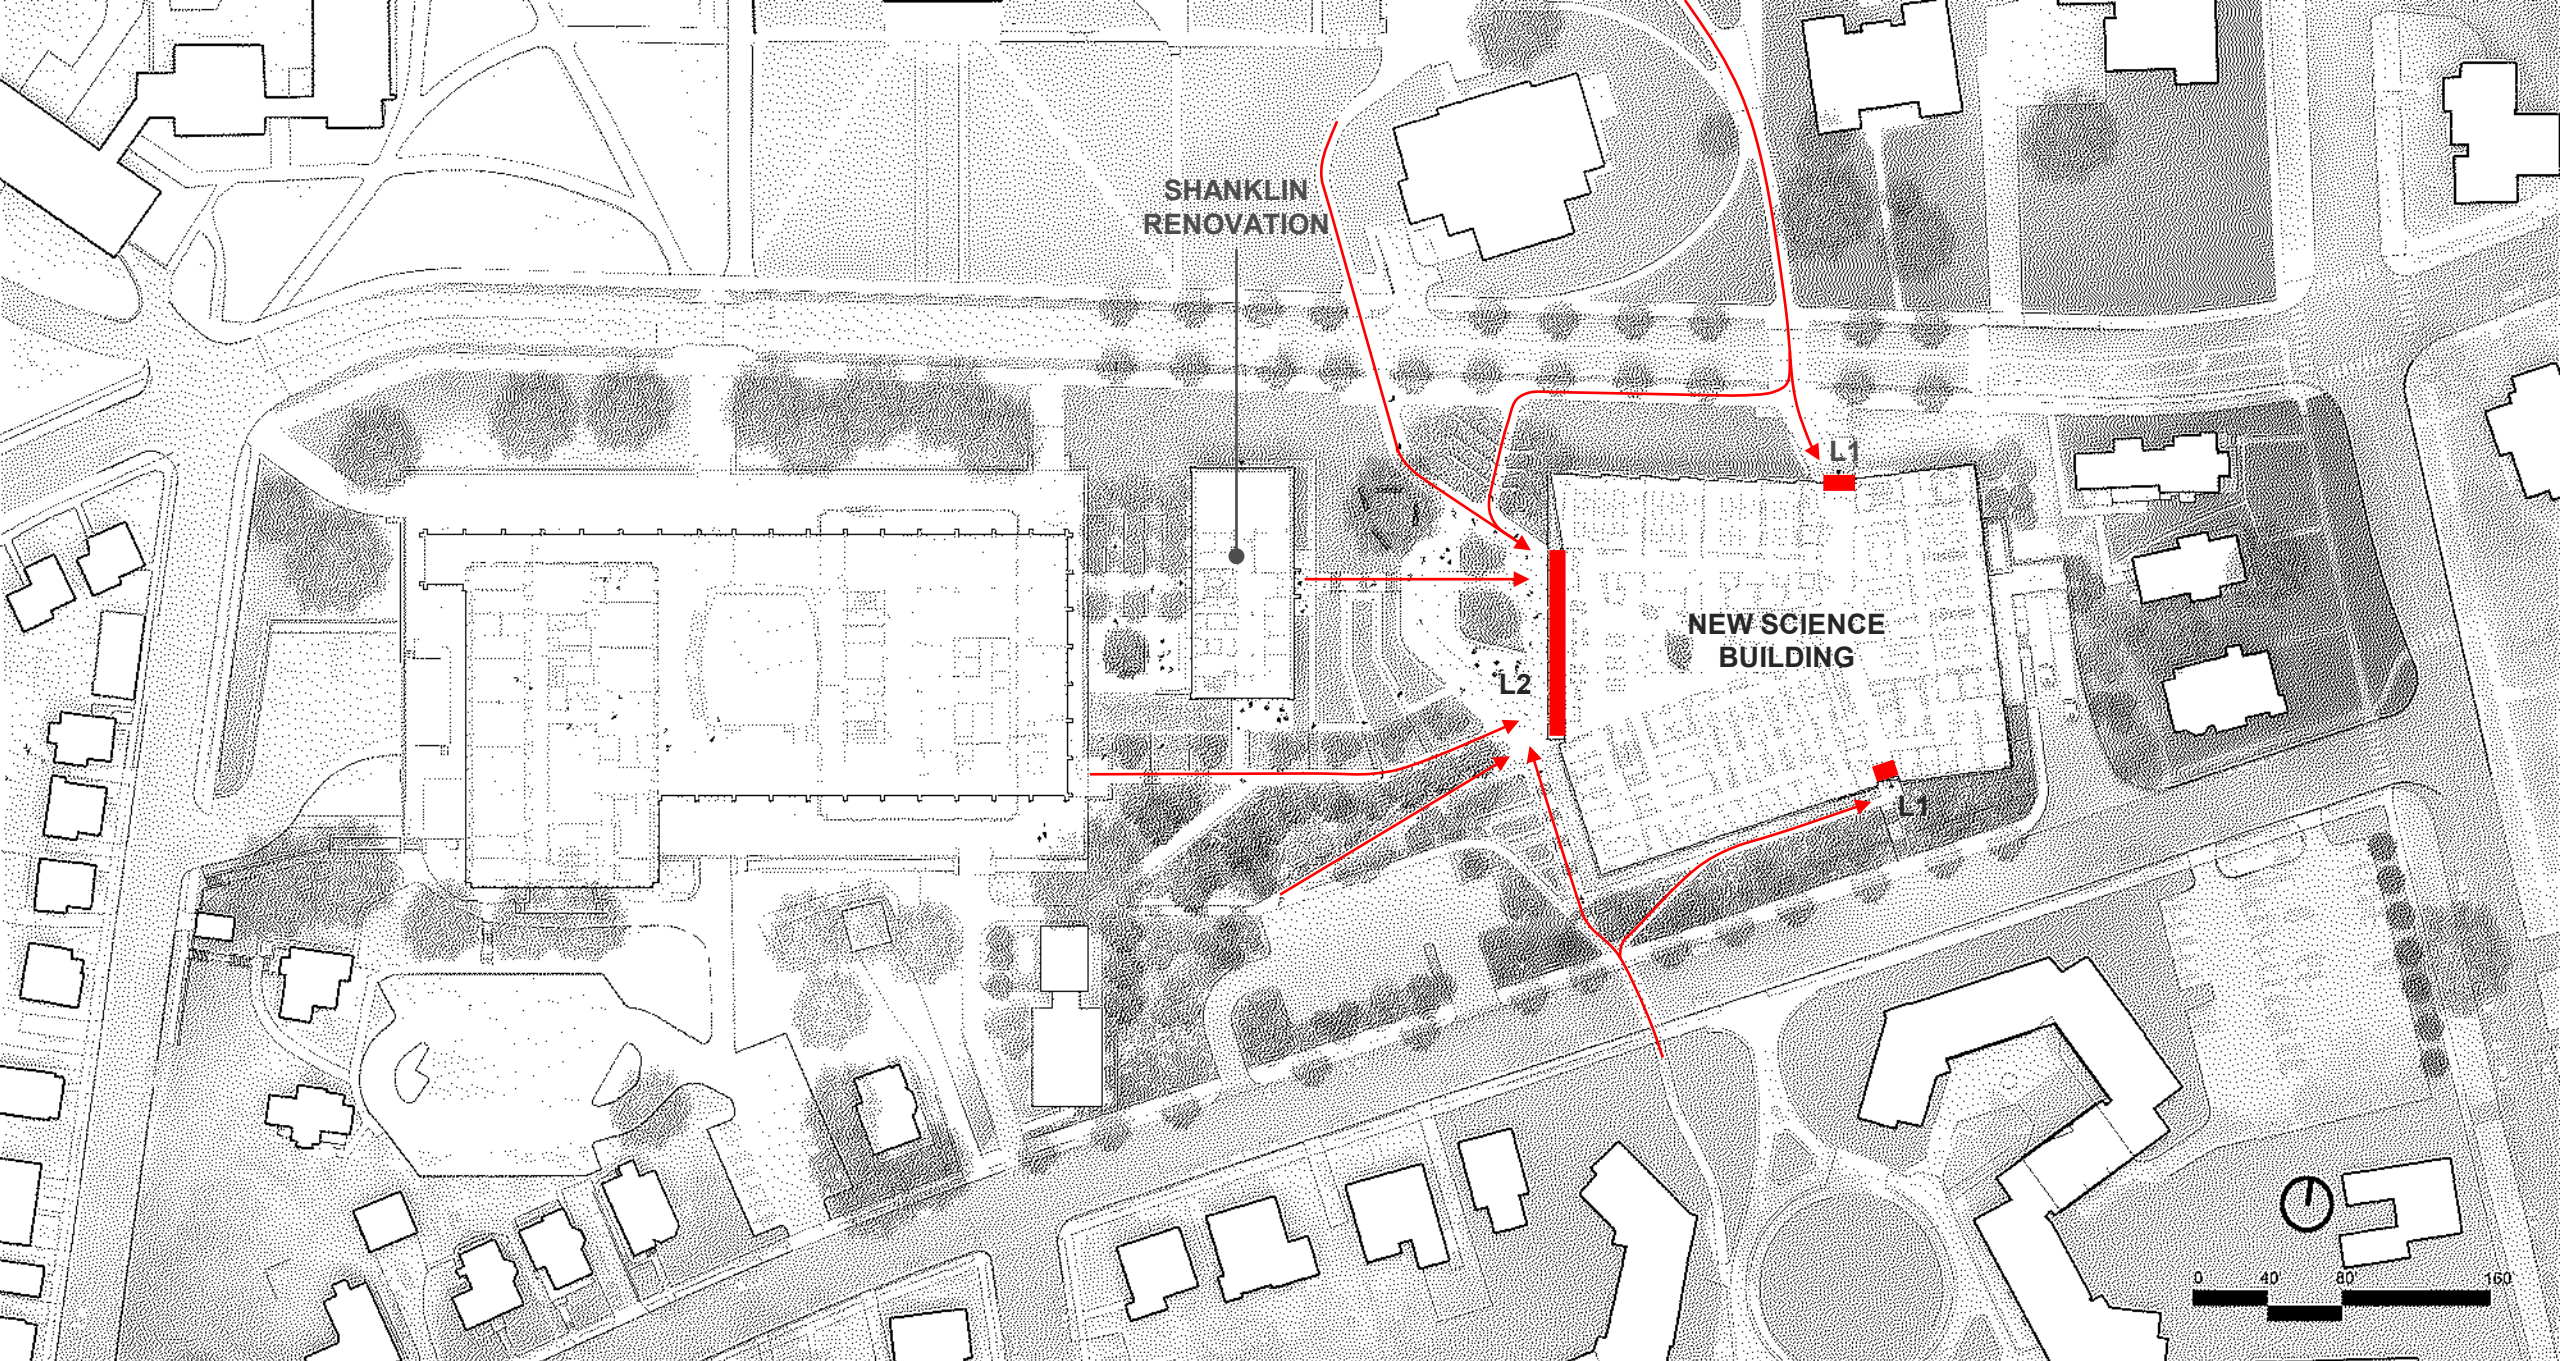 SHANKLIN
RENOVATION
L1
NEW SCIENCE
BUILDING
L2
L1
0 40 80' 160